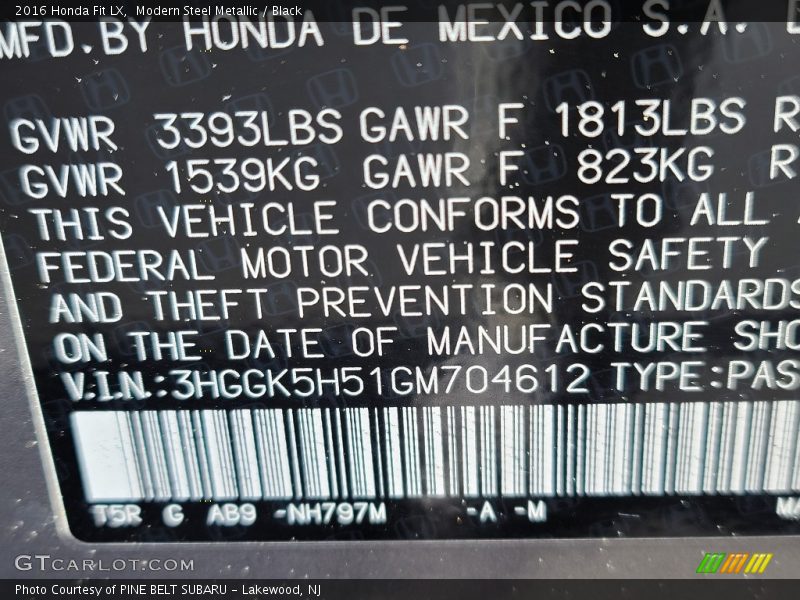 2016 Honda Fit LX, Modern Steel Metallic / Black
MFD.BY HONDA DE MEXICO S.A.
GVWR 3393LBS GAWR F 1813LBS R
GVWR 1539KG GAWR F 823KG R
THIS VEHICLE CONFORMS TO ALL
FEDERAL MOTOR VEHICLE SAFETY
AND THEFT PREVENTION STANDARDS
ON THE DATE OF MANUFACTURE SHO
V.I.N.:3HGGK5H51GM704612 TYPE:PAS
T5R G AB9 -NH797M -A -M MA
GTCARLOT.COM
Photo Courtesy of PINE BELT SUBARU - Lakewood, NJ